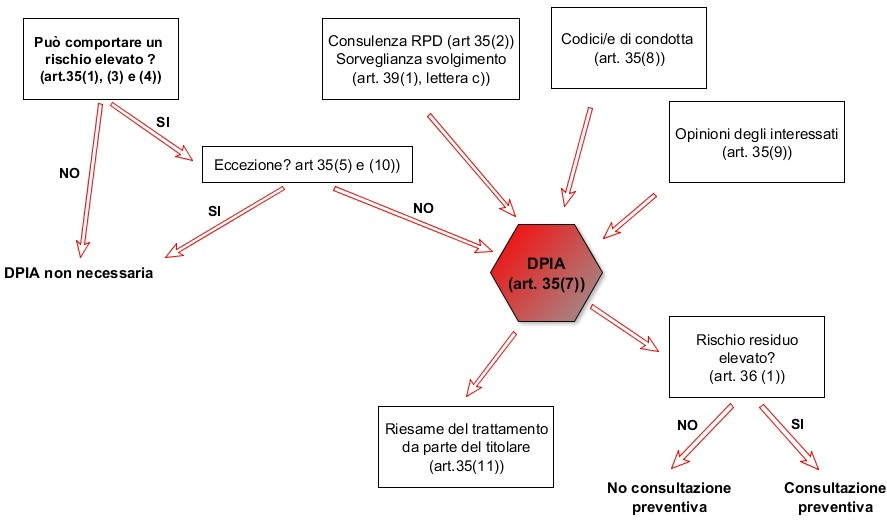 Può comportare un
rischio elevato ?
(art.35(1), (3) e (4))
SI
NO
Eccezione? art 35(5) e (10))
SI
NO
DPIA non necessaria
Consulenza RPD (art 35(2))
Sorveglianza svolgimento
(art. 39(1), lettera c))
Codici/e di condotta
(art. 35(8))
Opinioni degli interessati
(art. 35(9))
DPIA
(art. 35(7))
Riesame del trattamento
da parte del titolare
(art.35(11))
Rischio residuo
elevato?
(art. 36 (1))
NO
SI
No consultazione
preventiva
Consultazione
preventiva